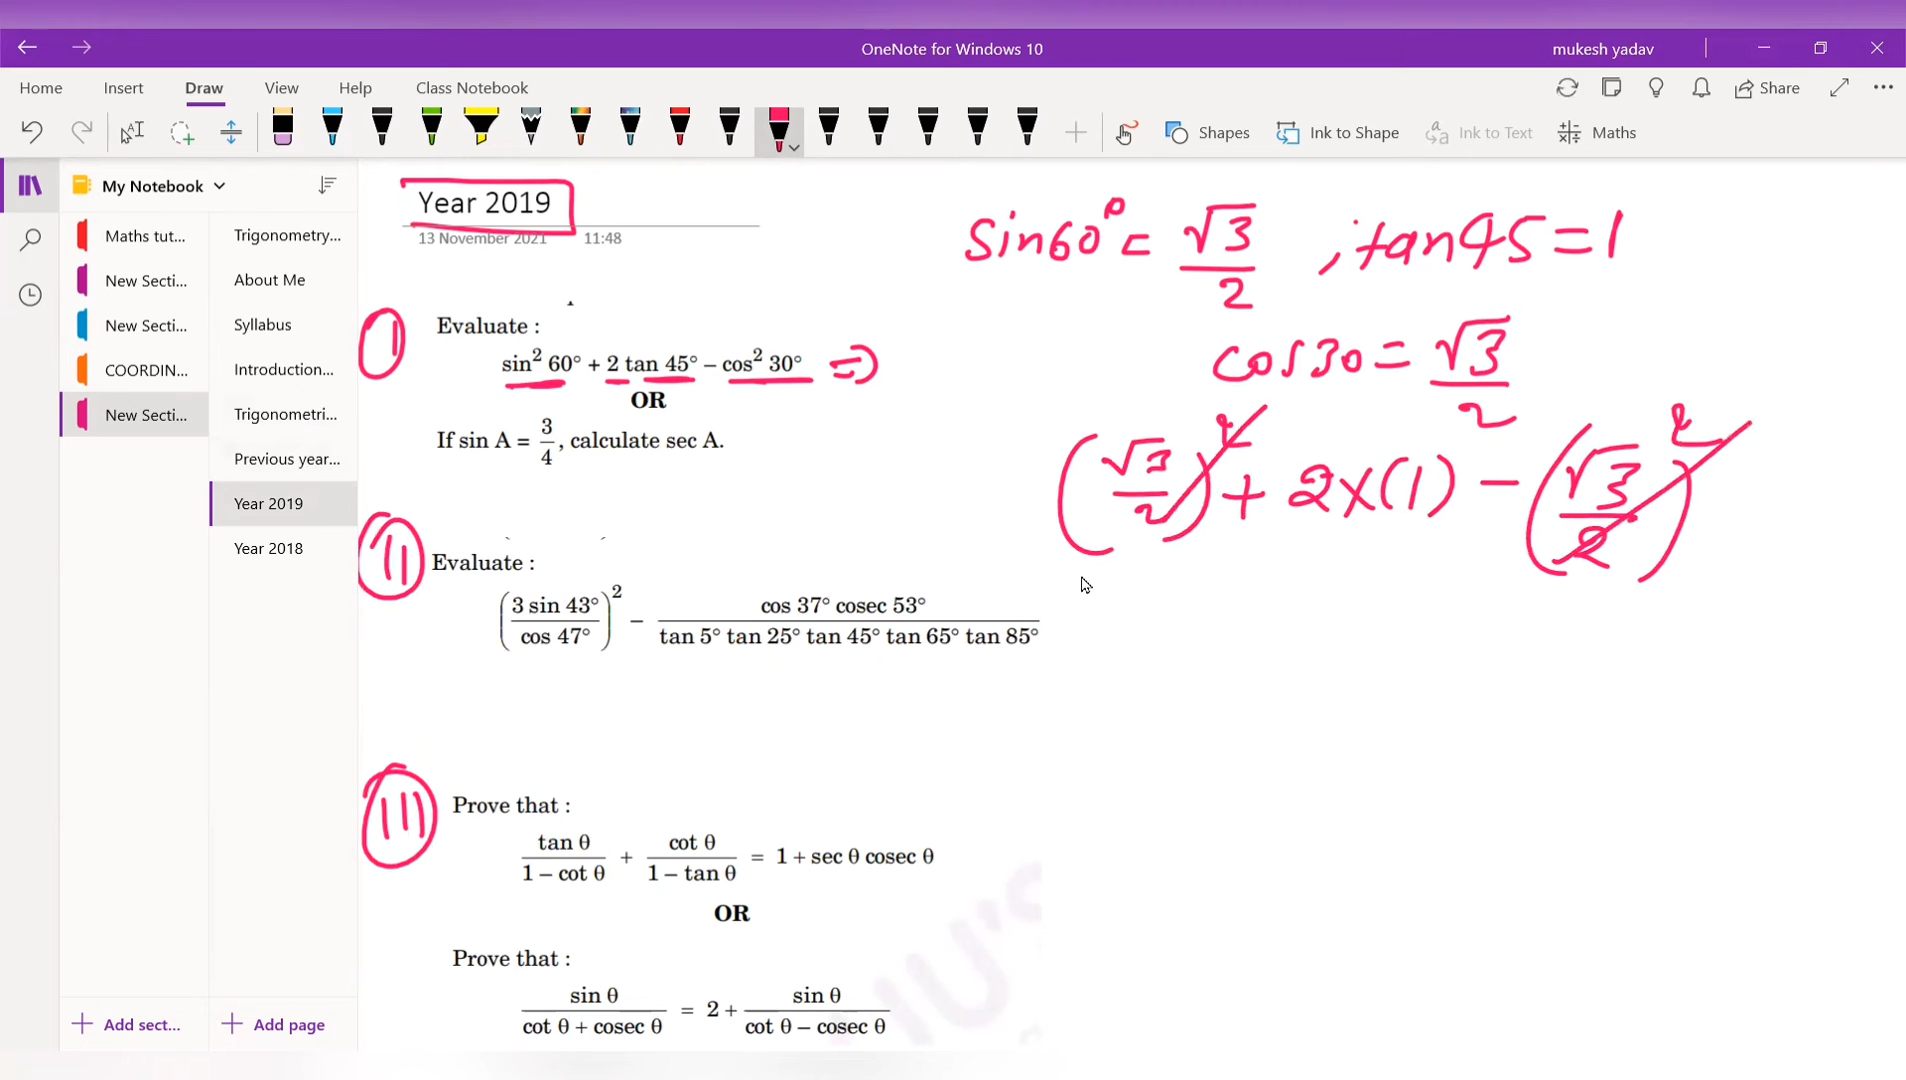 OneNote for Windows 10
mukesh yadav
Home Insert Draw View Help Class Notebook
Share
Shapes Ink to Shape Ink to Text Maths
My Notebook
Maths tut...
New Secti...
New Secti...
COORDIN...
New Secti...
Trigonometry...
About Me
Syllabus
Introduction...
Trigonometri...
Previous year...
Year 2019
Year 2018
Add sect...
Add page
Year 2019
13 November 2021 11:48
I
Evaluate :
sin² 60° + 2 tan 45° – cos² 30° =>
OR
If sin A = 3/4, calculate sec A.
II
Evaluate :
(3 sin 43° / cos 47°)² – cos 37° cosec 53° / tan 5° tan 25° tan 45° tan 65° tan 85°
III
Prove that :
tan θ / 1 – cot θ + cot θ / 1 – tan θ = 1 + sec θ cosec θ
OR
Prove that :
sin θ / cot θ + cosec θ = 2 + sin θ / cot θ – cosec θ
sin60° = √3/2 , tan45 = 1
cos30 = √3/2
(√3/2)² + 2×(1) – (√3/2)²